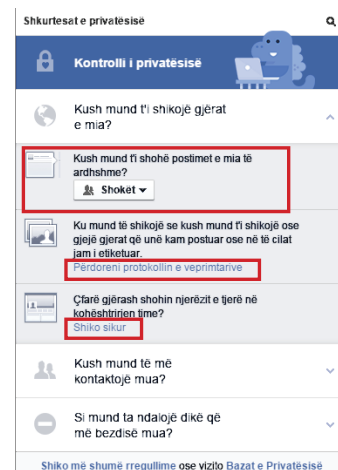 Shkurtesat e privatësisë
Kontrolli i privatësisë
Kush mund t'i shikojë gjërat
e mia?
Kush mund t'i shohë postimet e mia të
ardhshme?
Shokët
Ku mund të shikojë se kush mund t'i shikojë ose
gjejë gjerat që unë kam postuar ose në të cilat
jam i etiketuar.
Përdoreni protokollin e veprimtarive
Çfarë gjërash shohin njerëzit e tjerë në
kohështrirjen time?
Shiko sikur
Kush mund të më
kontaktojë mua?
Si mund ta ndalojë dikë që
më bezdisë mua?
Shiko më shumë rregullime ose vizito Bazat e Privatësisë